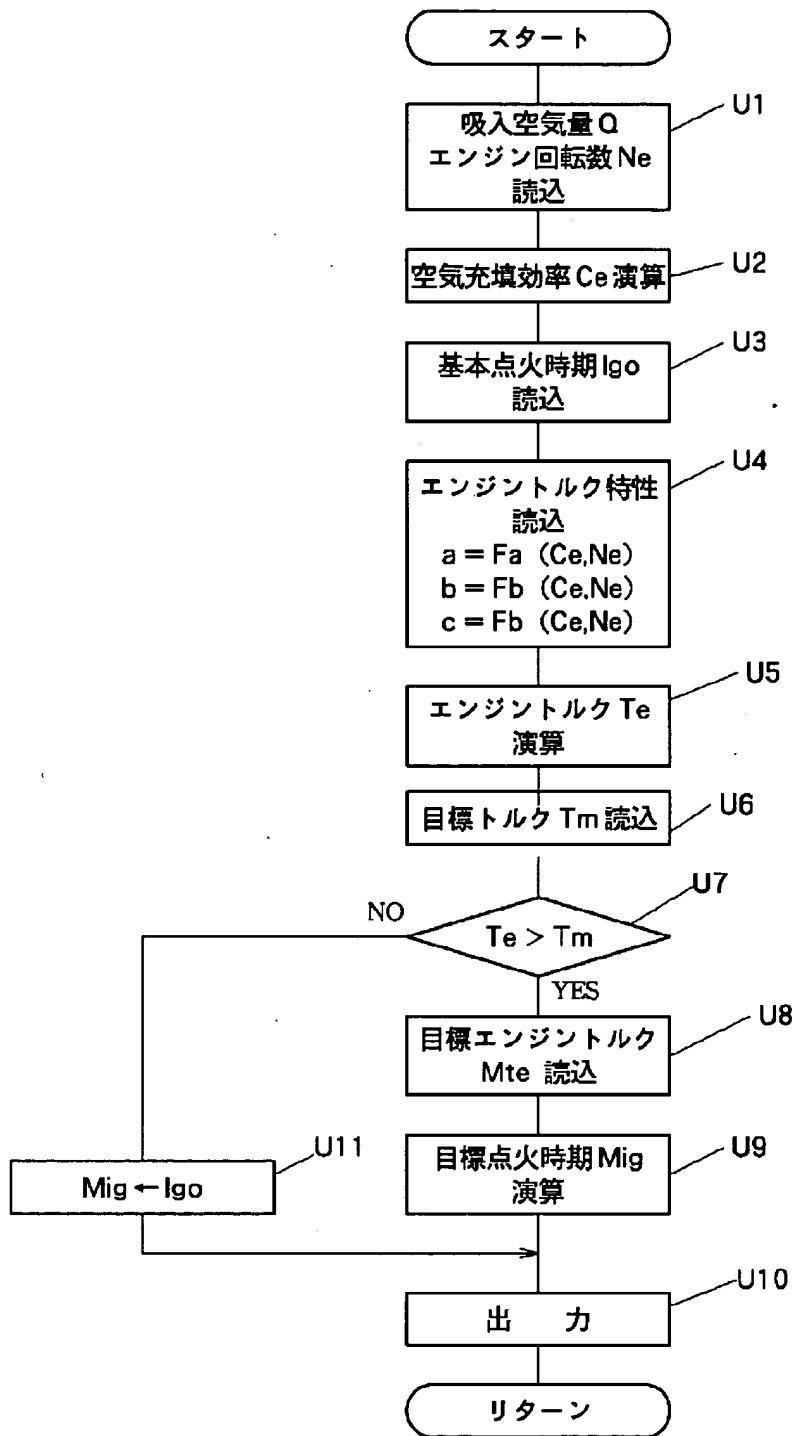 スタート
U1
吸入空気量Q
エンジン回転数Ne
読込
U2
空気充填効率Ce演算
U3
基本点火時期Igo
読込
U4
エンジントルク特性
読込
a = Fa (Ce,Ne)
b = Fb (Ce,Ne)
c = Fb (Ce,Ne)
U5
エンジントルクTe
演算
U6
目標トルクTm読込
U7
NO
Te > Tm
YES
U8
目標エンジントルク
Mte 読込
U11
Mig←Igo
U9
目標点火時期Mig
演算
U10
出 力
リターン